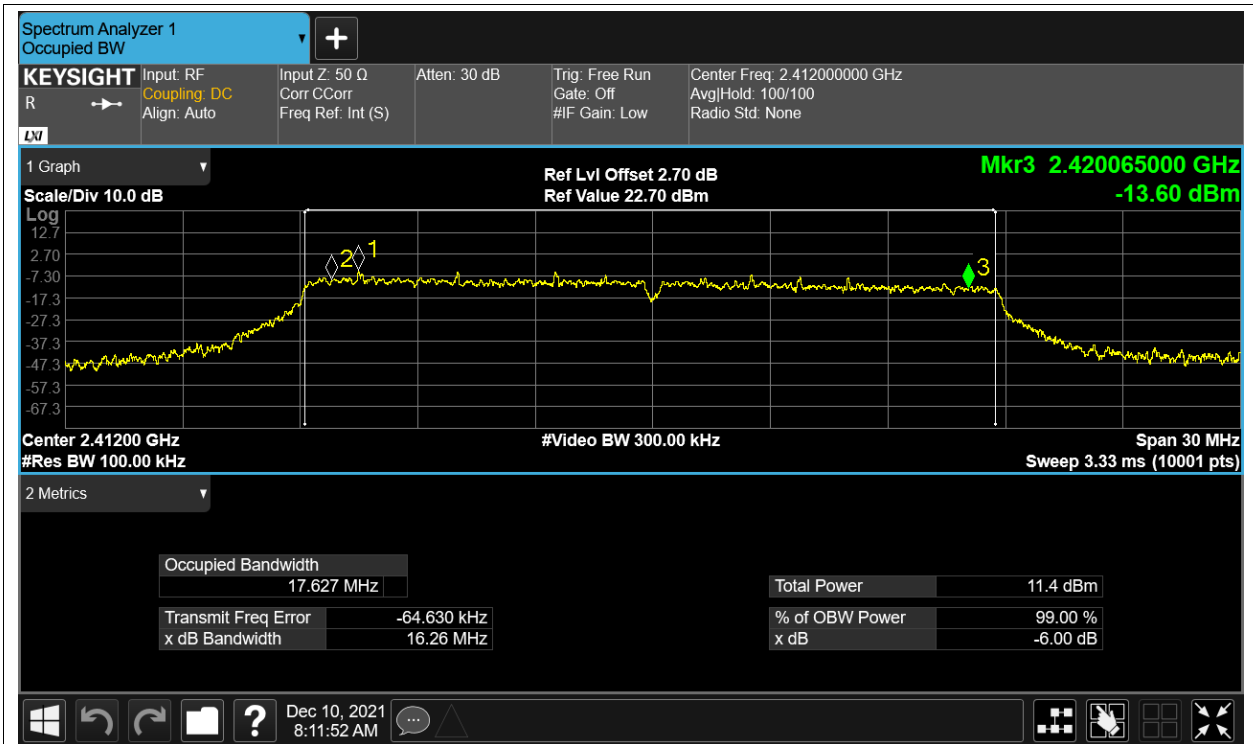 Spectrum Analyzer 1
Occupied BW
KEYSIGHT
R
LXI
Input: RF
Coupling: DC
Align: Auto
Input Z: 50 Ω
Corr CCorr
Freq Ref: Int (S)
Atten: 30 dB
Trig: Free Run
Gate: Off
#IF Gain: Low
Center Freq: 2.412000000 GHz
Avg|Hold: 100/100
Radio Std: None
1 Graph
Scale/Div 10.0 dB
Ref Lvl Offset 2.70 dB
Ref Value 22.70 dBm
Mkr3 2.420065000 GHz
-13.60 dBm
Log
12.7
2.70
-7.30
-17.3
-27.3
-37.3
-47.3
-57.3
-67.3
2 1
3
Center 2.41200 GHz
#Res BW 100.00 kHz
#Video BW 300.00 kHz
Span 30 MHz
Sweep 3.33 ms (10001 pts)
2 Metrics
Occupied Bandwidth
17.627 MHz
Transmit Freq Error -64.630 kHz
x dB Bandwidth 16.26 MHz
Total Power 11.4 dBm
% of OBW Power 99.00 %
x dB -6.00 dB
?
Dec 10, 2021
8:11:52 AM